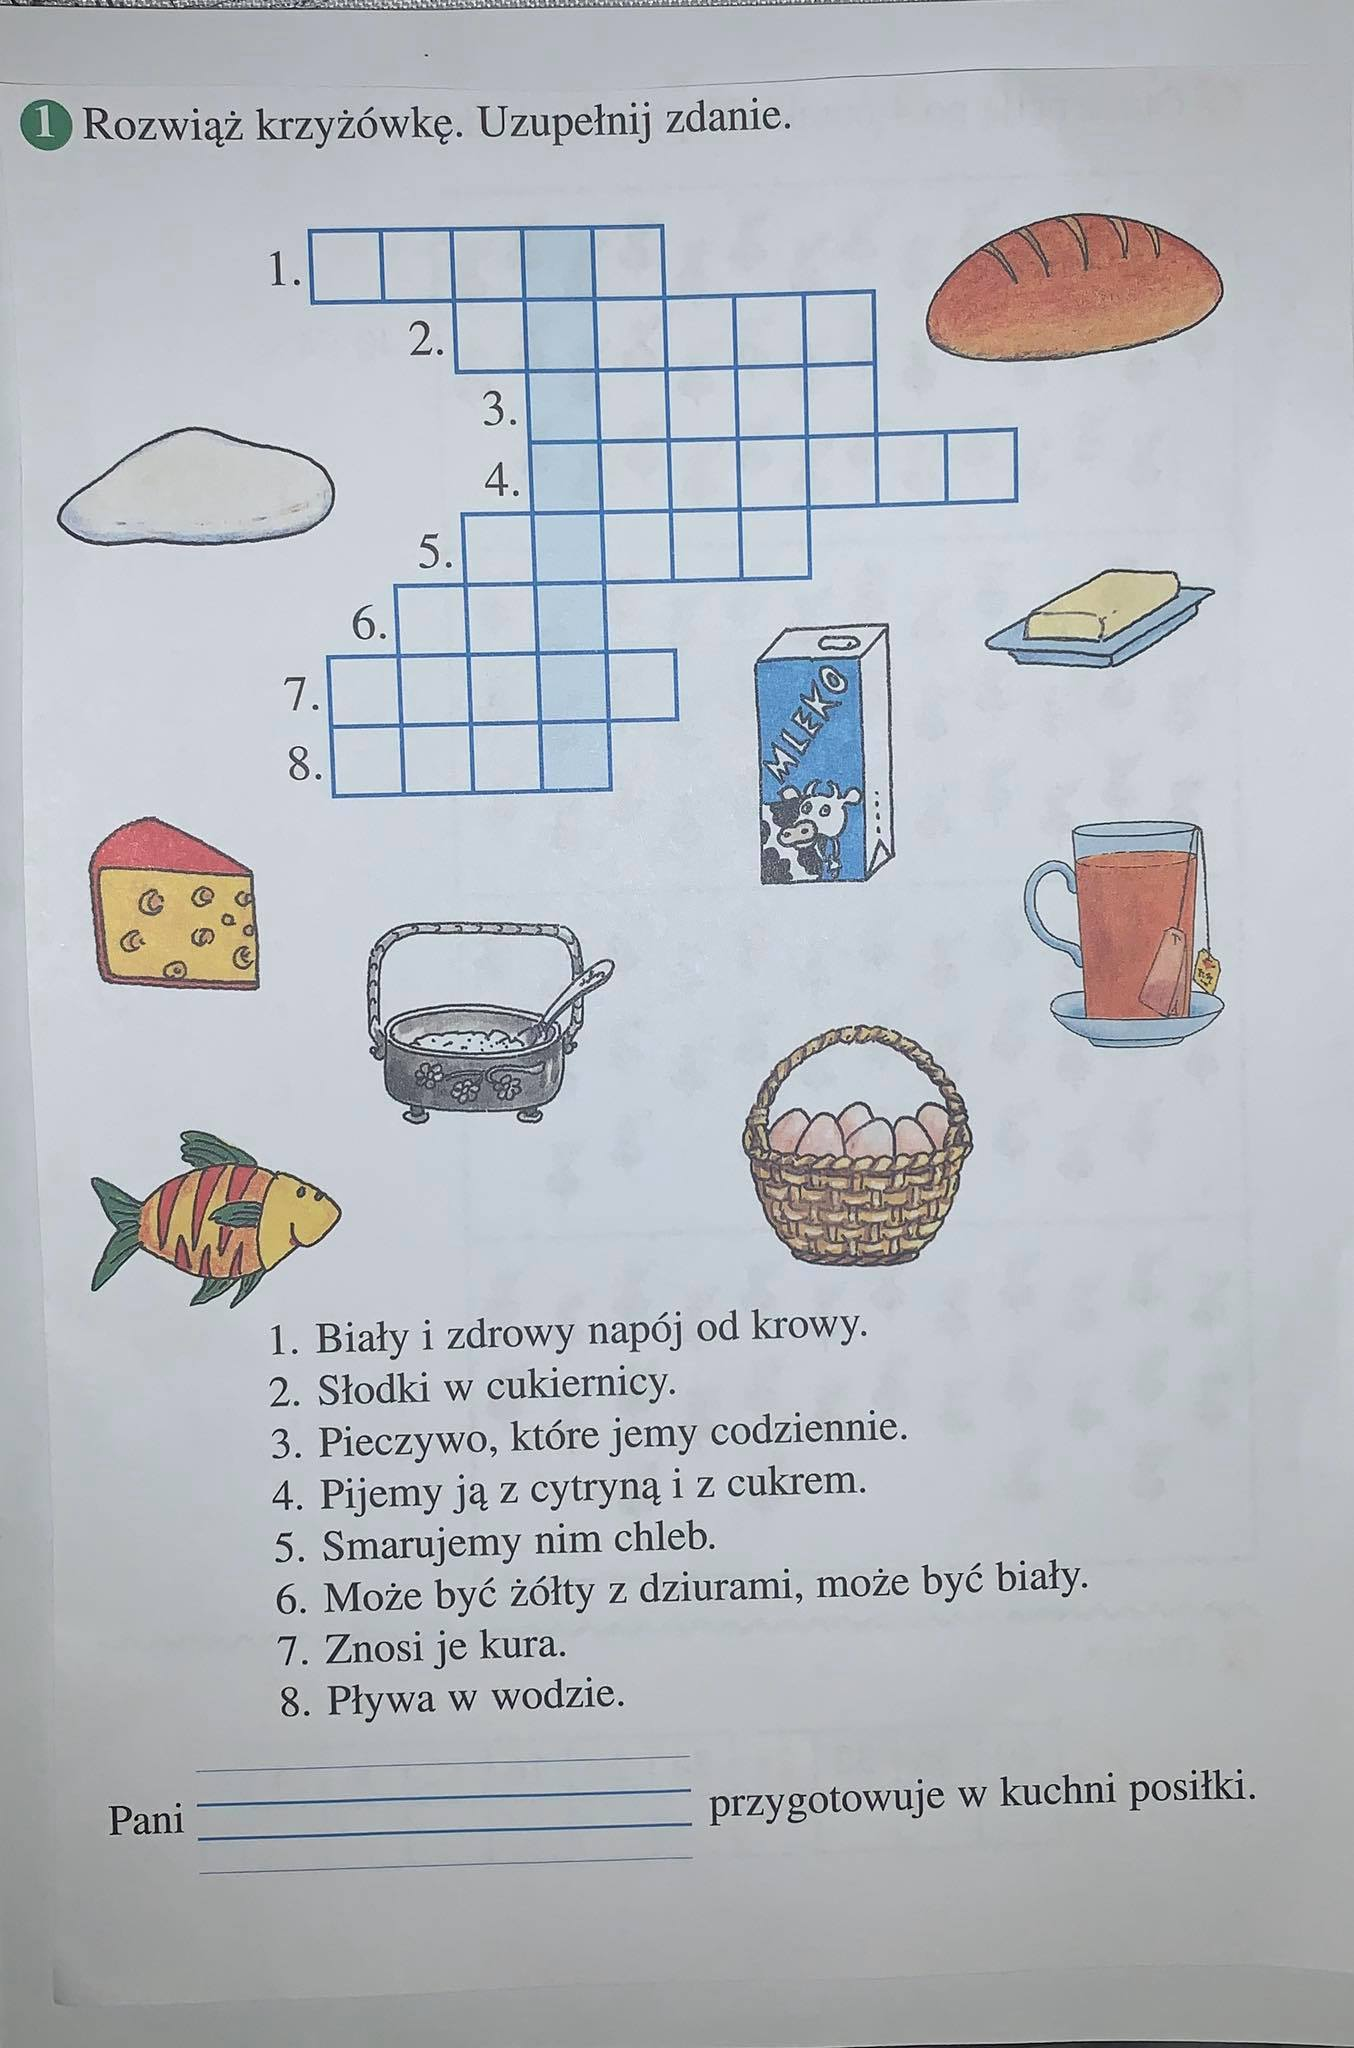 1 Rozwiąż krzyżówkę. Uzupełnij zdanie.
1.
2.
3.
4.
5.
6.
7.
8.
MLEKO
1. Biały i zdrowy napój od krowy.
2. Słodki w cukiernicy.
3. Pieczywo, które jemy codziennie.
4. Pijemy ją z cytryną i z cukrem.
5. Smarujemy nim chleb.
6. Może być żółty z dziurami, może być biały.
7. Znosi je kura.
8. Pływa w wodzie.
Pani przygotowuje w kuchni posiłki.